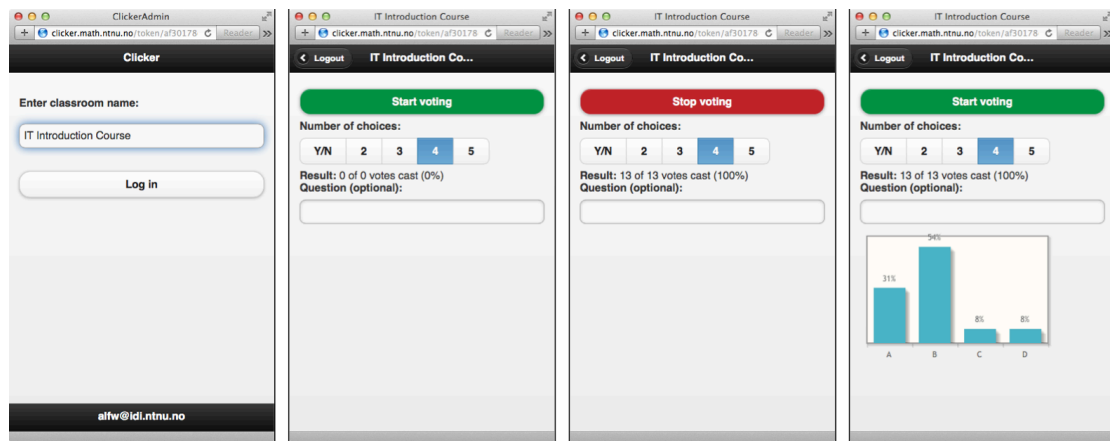 ClickerAdmin
clicker.math.ntnu.no/token/af30178 Reader
Clicker
Enter classroom name:
IT Introduction Course
Log in
alfw@idi.ntnu.no
IT Introduction Course
clicker.math.ntnu.no/token/af30178 Reader
Logout IT Introduction Co...
Start voting
Number of choices:
Y/N 2 3 4 5
Result: 0 of 0 votes cast (0%)
Question (optional):
IT Introduction Course
clicker.math.ntnu.no/token/af30178 Reader
Logout IT Introduction Co...
Stop voting
Number of choices:
Y/N 2 3 4 5
Result: 13 of 13 votes cast (100%)
Question (optional):
IT Introduction Course
clicker.math.ntnu.no/token/af30178 Reader
Logout IT Introduction Co...
Start voting
Number of choices:
Y/N 2 3 4 5
Result: 13 of 13 votes cast (100%)
Question (optional):
54%
31%
8% 8%
A B C D